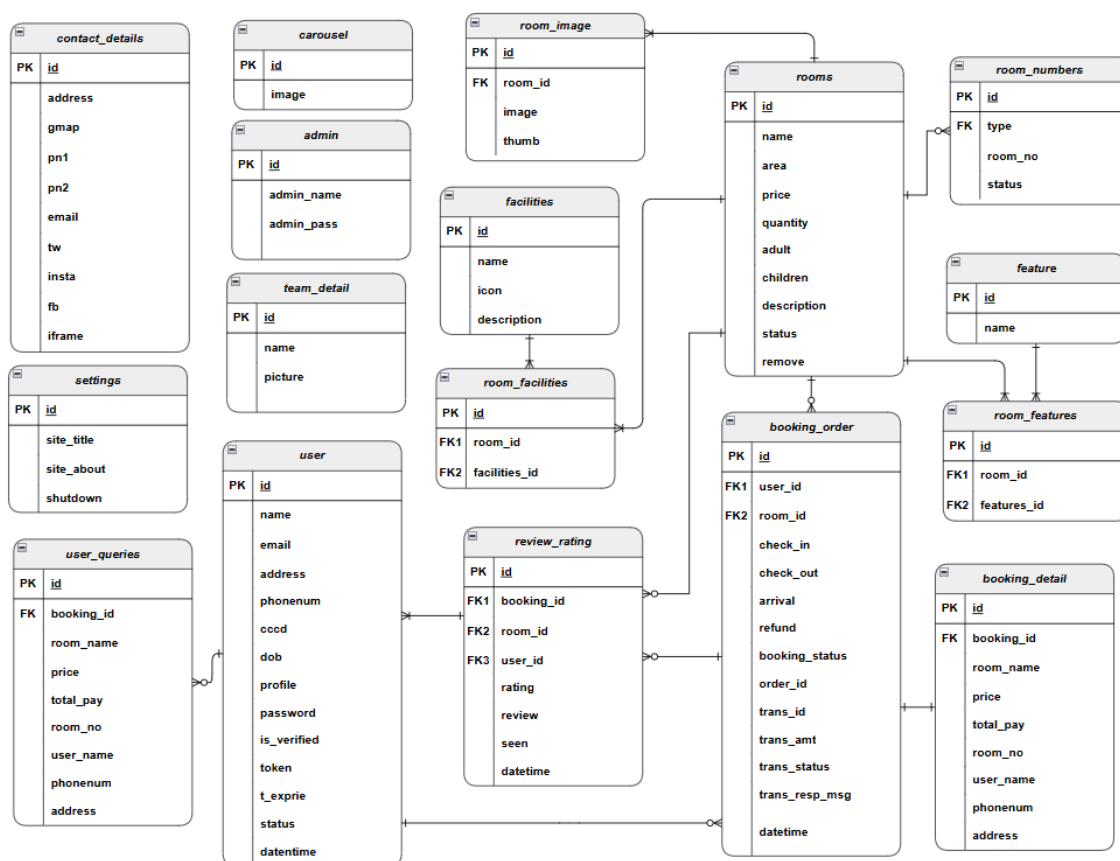 contact_details
PK id
address
gmap
pn1
pn2
email
tw
insta
fb
iframe
carousel
PK id
image
admin
PK id
admin_name
admin_pass
team_detail
PK id
name
picture
settings
PK id
site_title
site_about
shutdown
user_queries
PK id
FK booking_id
room_name
price
total_pay
room_no
user_name
phonenum
address
user
PK id
name
email
address
phonenum
cccd
dob
profile
password
is_verified
token
t_exprie
status
datentime
room_image
PK id
FK room_id
image
thumb
facilities
PK id
name
icon
description
room_facilities
PK id
FK1 room_id
FK2 facilities_id
review_rating
PK id
FK1 booking_id
FK2 room_id
FK3 user_id
rating
review
seen
datetime
rooms
PK id
name
area
price
quantity
adult
children
description
status
remove
booking_order
PK id
FK1 user_id
FK2 room_id
check_in
check_out
arrival
refund
booking_status
order_id
trans_id
trans_amt
trans_status
trans_resp_msg
datetime
room_numbers
PK id
FK type
room_no
status
feature
PK id
name
room_features
PK id
FK1 room_id
FK2 features_id
booking_detail
PK id
FK booking_id
room_name
price
total_pay
room_no
user_name
phonenum
address